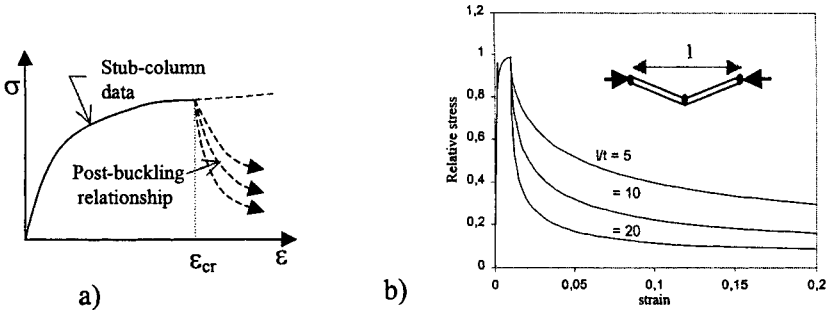 σ
Stub-column
data
Post-buckling
relationship
εcr
ε
a)
Relative stress
1,2
1
0,8
0,6
0,4
0,2
0
l
l/t = 5
= 10
= 20
0
0,05
0,1
0,15
0,2
strain
b)